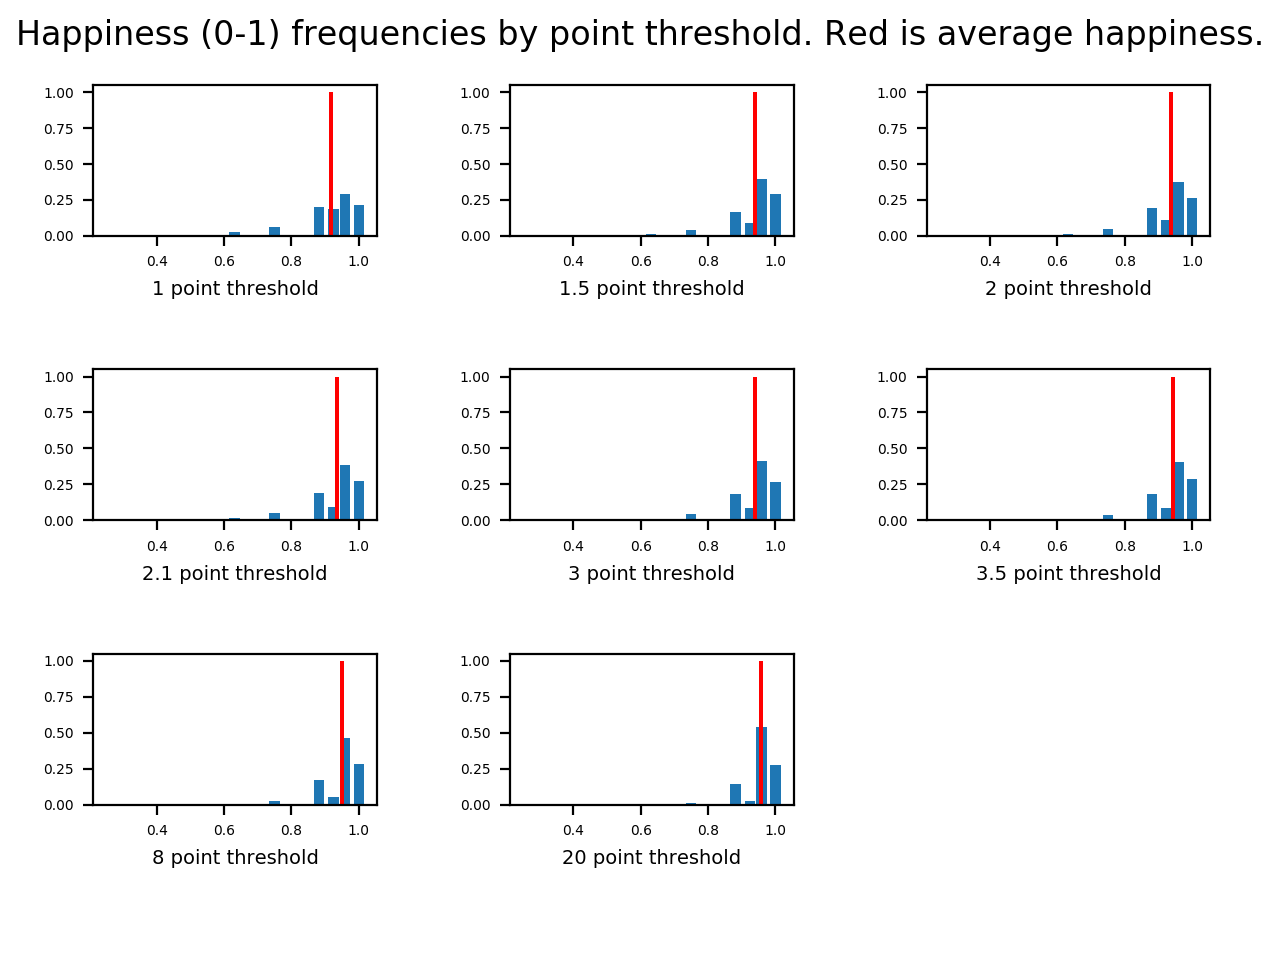 Happiness (0-1) frequencies by point threshold. Red is average happiness.
1.00 1.00 1.00
0.75 0.75 0.75
0.50 0.50 0.50
0.25 0.25 0.25
0.00 0.00 0.00
0.4 0.6 0.8 1.0 0.4 0.6 0.8 1.0 0.4 0.6 0.8 1.0
1 point threshold 1.5 point threshold 2 point threshold
1.00 1.00 1.00
0.75 0.75 0.75
0.50 0.50 0.50
0.25 0.25 0.25
0.00 0.00 0.00
0.4 0.6 0.8 1.0 0.4 0.6 0.8 1.0 0.4 0.6 0.8 1.0
2.1 point threshold 3 point threshold 3.5 point threshold
1.00 1.00
0.75 0.75
0.50 0.50
0.25 0.25
0.00 0.00
0.4 0.6 0.8 1.0 0.4 0.6 0.8 1.0
8 point threshold 20 point threshold